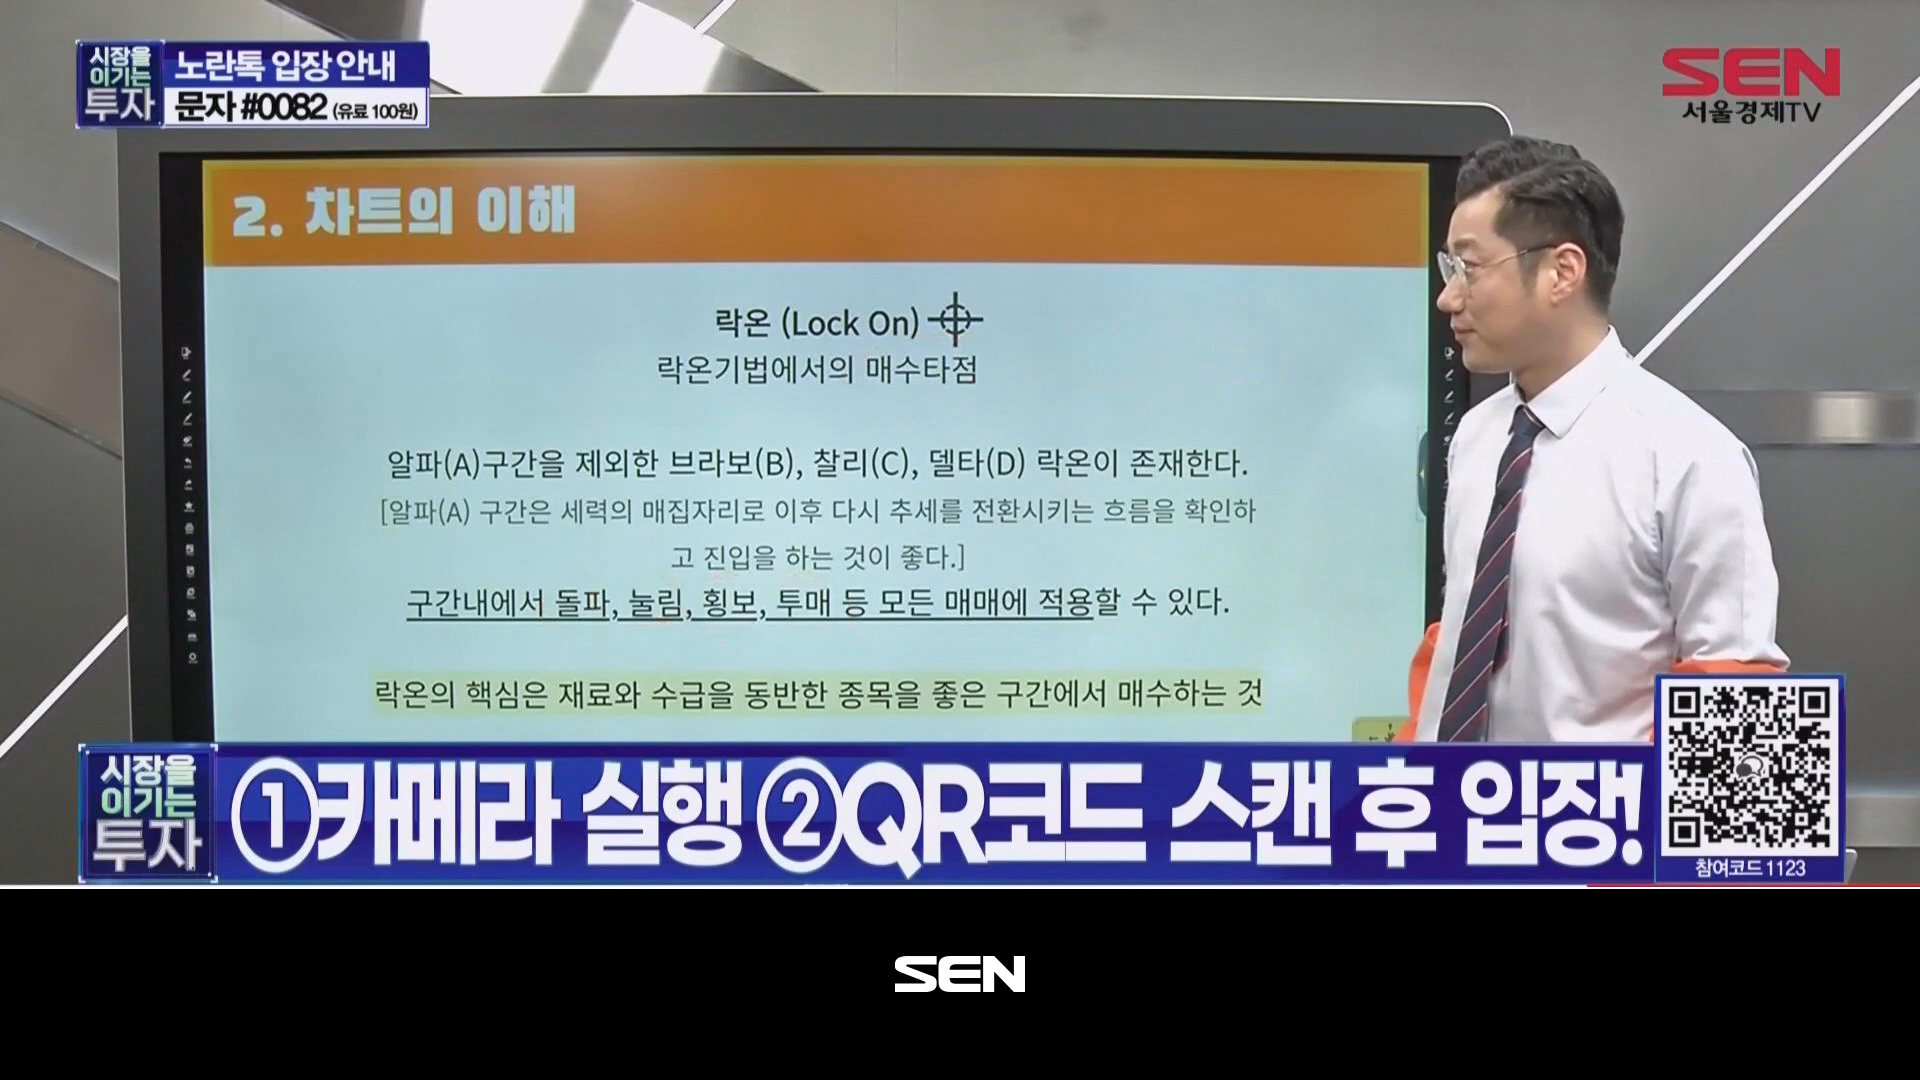 시장을
이기는
투자
노란톡 입장 안내
문자 #0082 (유료 100원)
SEN
서울경제TV
2. 차트의 이해
락온 (Lock On)
락온기법에서의 매수타점
알파(A)구간을 제외한 브라보(B), 찰리(C), 델타(D) 락온이 존재한다.
[알파(A) 구간은 세력의 매집자리로 이후 다시 추세를 전환시키는 흐름을 확인하
고 진입을 하는 것이 좋다.]
구간내에서 돌파, 눌림, 횡보, 투매 등 모든 매매에 적용할 수 있다.
락온의 핵심은 재료와 수급을 동반한 종목을 좋은 구간에서 매수하는 것
시장을
이기는
투자
①카메라 실행 ②QR코드 스캔 후 입장!
참여코드 1123
SEN